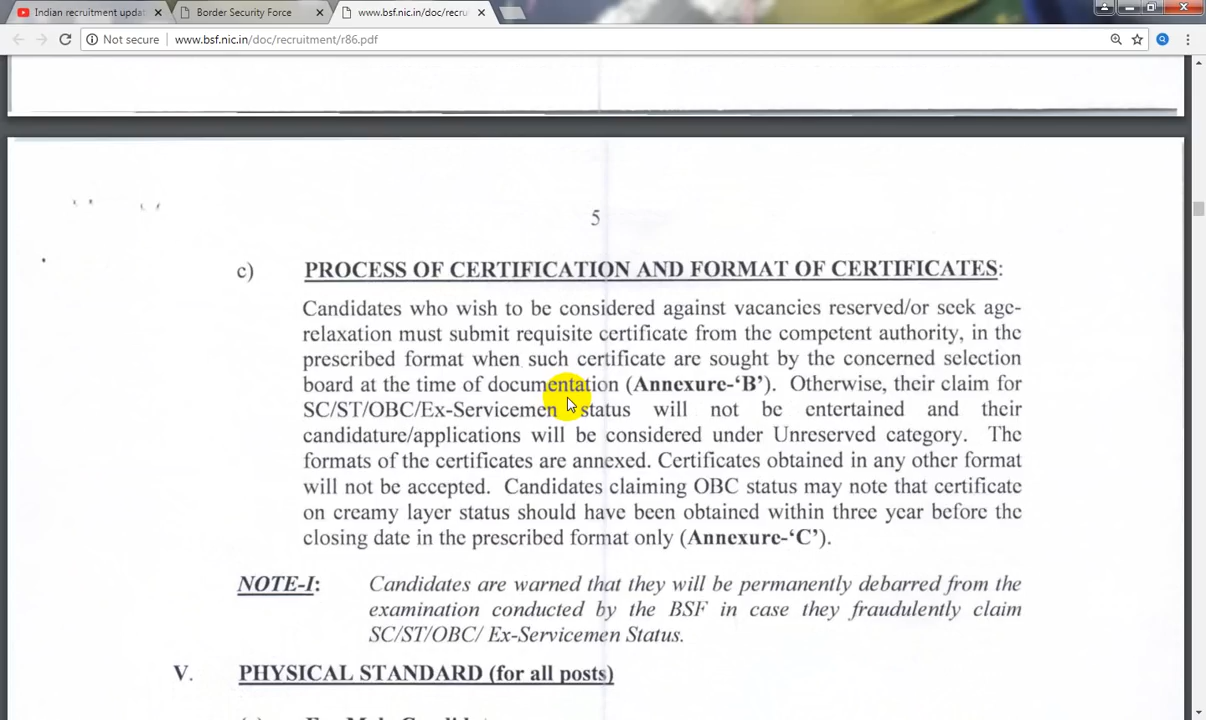 Indian recruitment updat
Border Security Force
www.bsf.nic.in/doc/recru
Not secure
www.bsf.nic.in/doc/recruitment/r86.pdf
5
c) PROCESS OF CERTIFICATION AND FORMAT OF CERTIFICATES:
Candidates who wish to be considered against vacancies reserved/or seek age-
relaxation must submit requisite certificate from the competent authority, in the
prescribed format when such certificate are sought by the concerned selection
board at the time of documentation (Annexure-‘B’). Otherwise, their claim for
SC/ST/OBC/Ex-Servicemen status will not be entertained and their
candidature/applications will be considered under Unreserved category. The
formats of the certificates are annexed. Certificates obtained in any other format
will not be accepted. Candidates claiming OBC status may note that certificate
on creamy layer status should have been obtained within three year before the
closing date in the prescribed format only (Annexure-‘C’).
NOTE-I: Candidates are warned that they will be permanently debarred from the
examination conducted by the BSF in case they fraudulently claim
SC/ST/OBC/ Ex-Servicemen Status.
V. PHYSICAL STANDARD (for all posts)